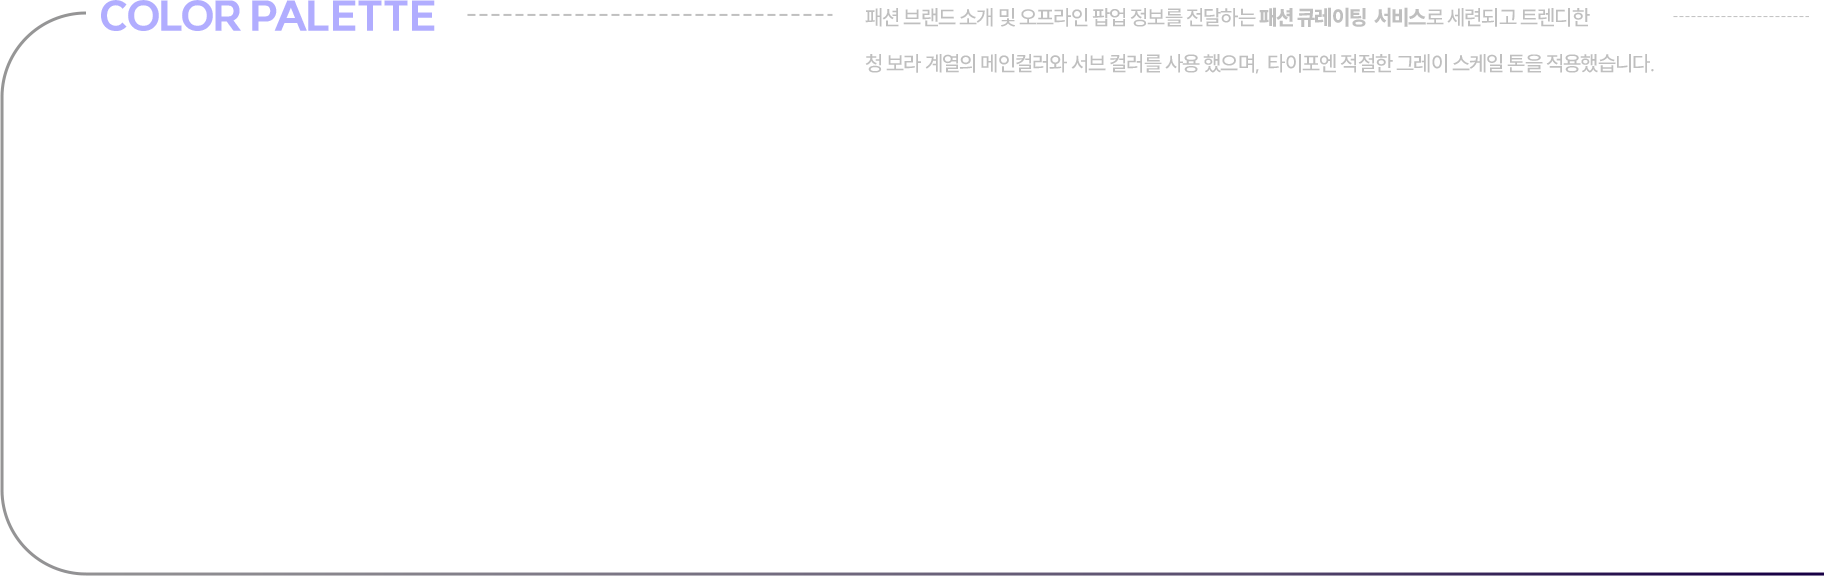 COLOR PALETTE
패션 브랜드 소개 및 오프라인 팝업 정보를 전달하는 패션 큐레이팅 서비스로 세련되고 트렌디한
청 보라 계열의 메인컬러와 서브 컬러를 사용 했으며, 타이포엔 적절한 그레이 스케일 톤을 적용했습니다.